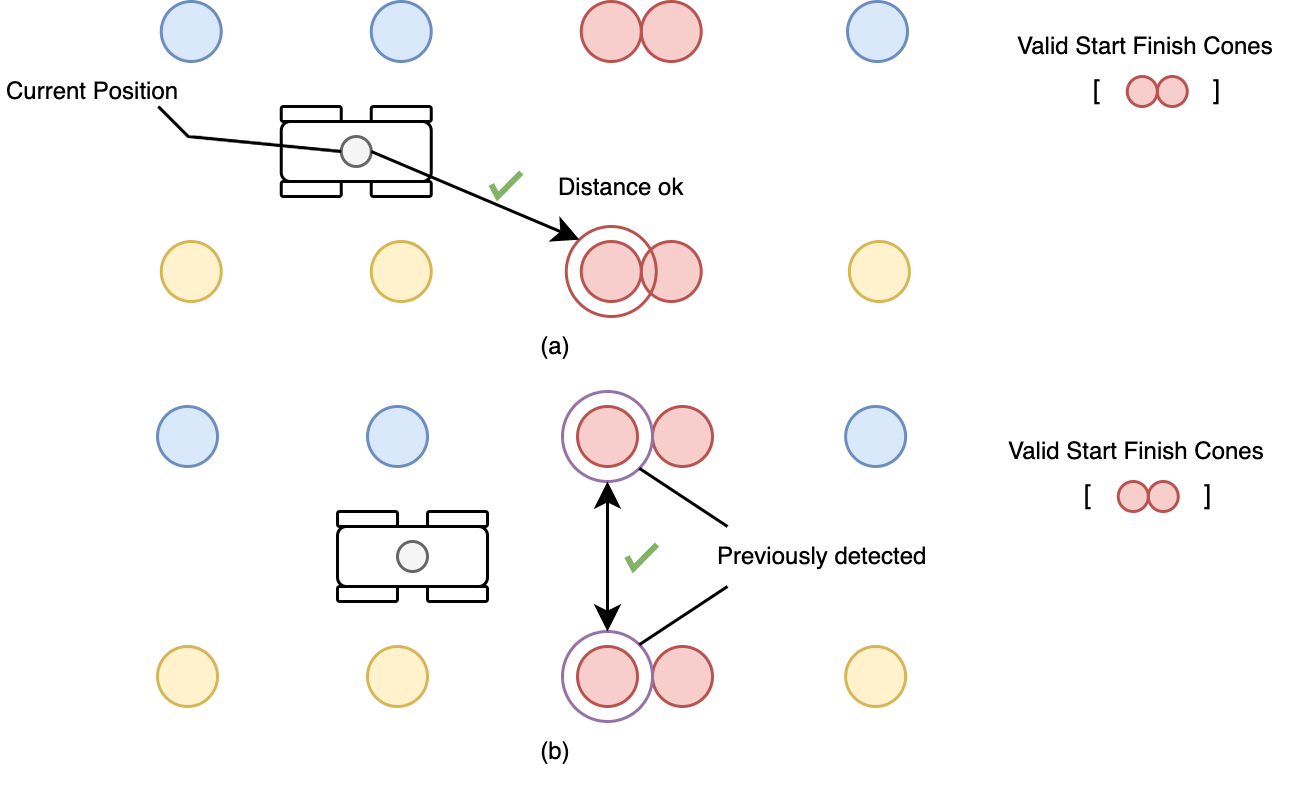 Valid Start Finish Cones
[ ]
Current Position
Distance ok
(a)
Valid Start Finish Cones
[ ]
Previously detected
(b)